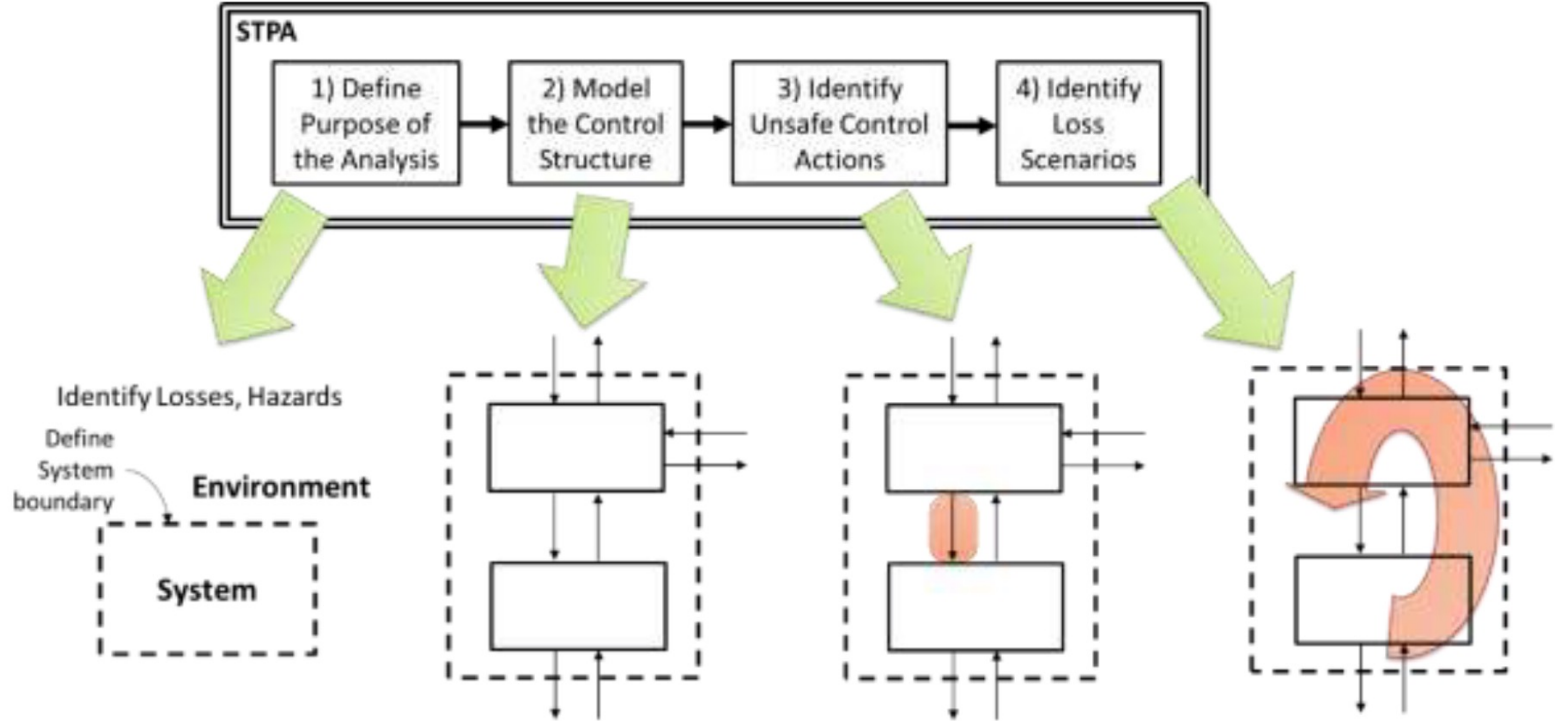 STPA
1) Define
Purpose of
the Analysis
2) Model
the Control
Structure
3) Identify
Unsafe Control
Actions
4) Identify
Loss
Scenarios
Identify Losses, Hazards
Define
System
boundary
Environment
System